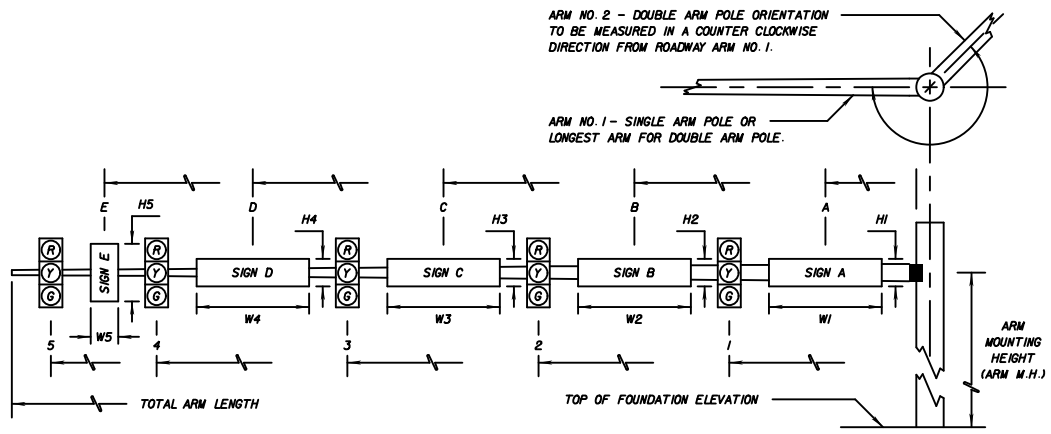 ARM NO. 2 - DOUBLE ARM POLE ORIENTATION
TO BE MEASURED IN A COUNTER CLOCKWISE
DIRECTION FROM ROADWAY ARM NO. 1.
ARM NO. 1 - SINGLE ARM POLE OR
LONGEST ARM FOR DOUBLE ARM POLE.
E
D
C
B
A
H5
H4
H3
H2
H1
R
Y
G
SIGN E
R
Y
G
SIGN D
R
Y
G
SIGN C
R
Y
G
SIGN B
R
Y
G
SIGN A
W5
W4
W3
W2
W1
5
4
3
2
1
ARM
MOUNTING
HEIGHT
(ARM M.H.)
TOTAL ARM LENGTH
TOP OF FOUNDATION ELEVATION